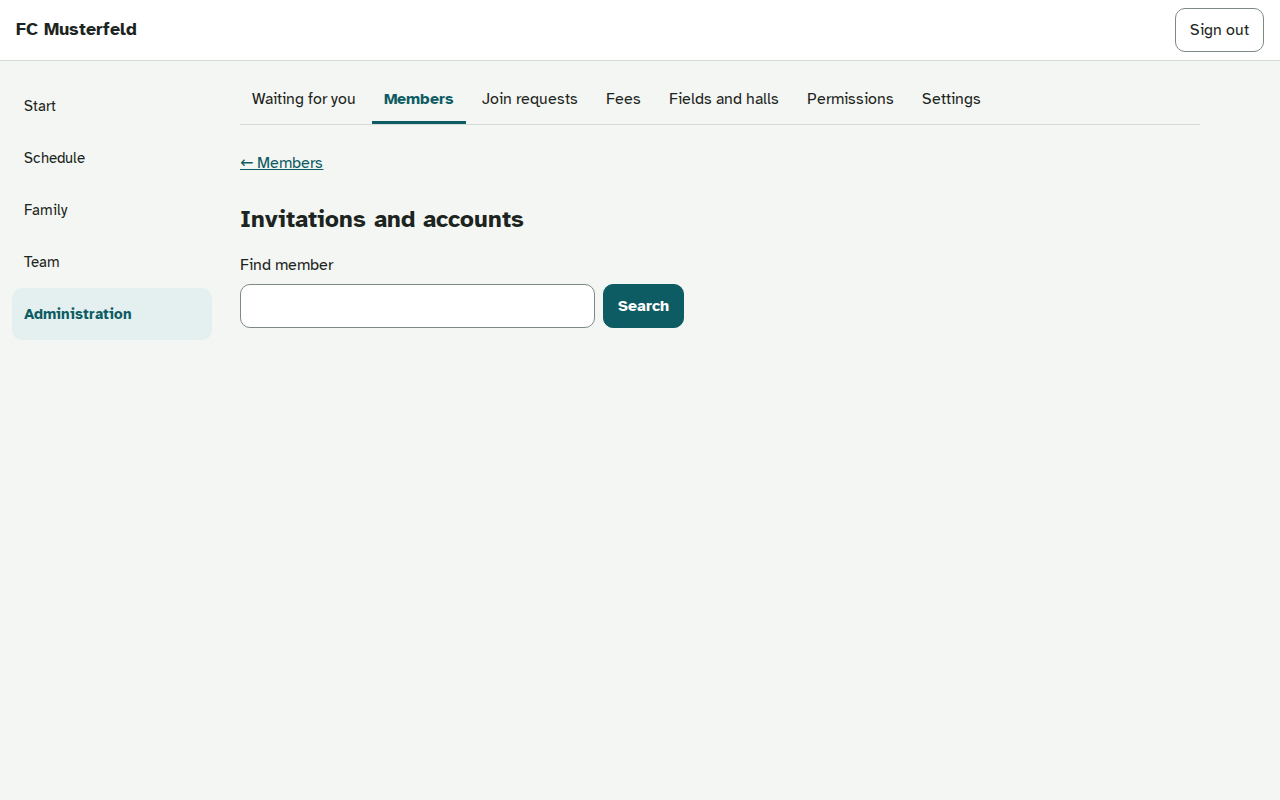 FC Musterfeld
Sign out
Start
Schedule
Family
Team
Administration
Waiting for you
Members
Join requests
Fees
Fields and halls
Permissions
Settings
← Members
Invitations and accounts
Find member
Search